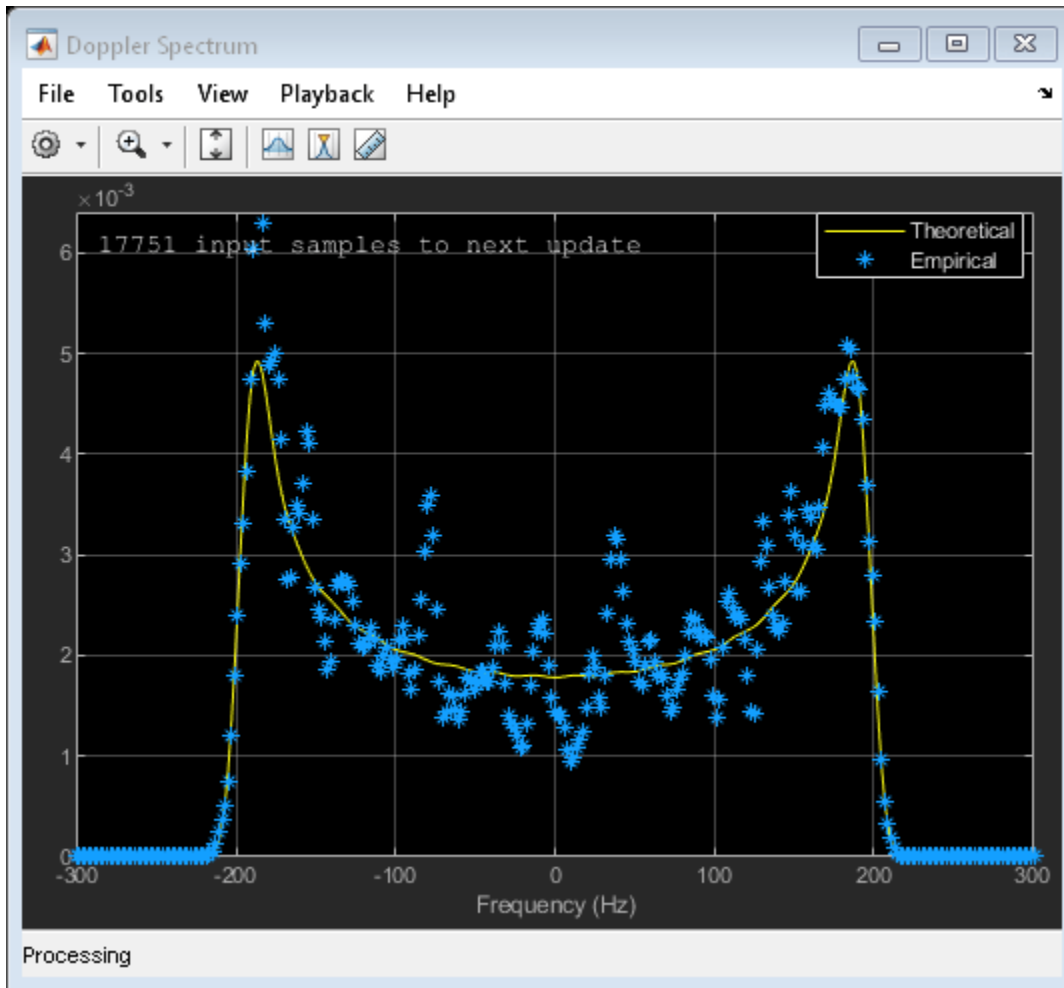 Doppler Spectrum
File Tools View Playback Help
×10-3
17751 input samples to next update
Theoretical
Empirical
6
5
4
3
2
1
0
-300 -200 -100 0 100 200 300
Frequency (Hz)
Processing